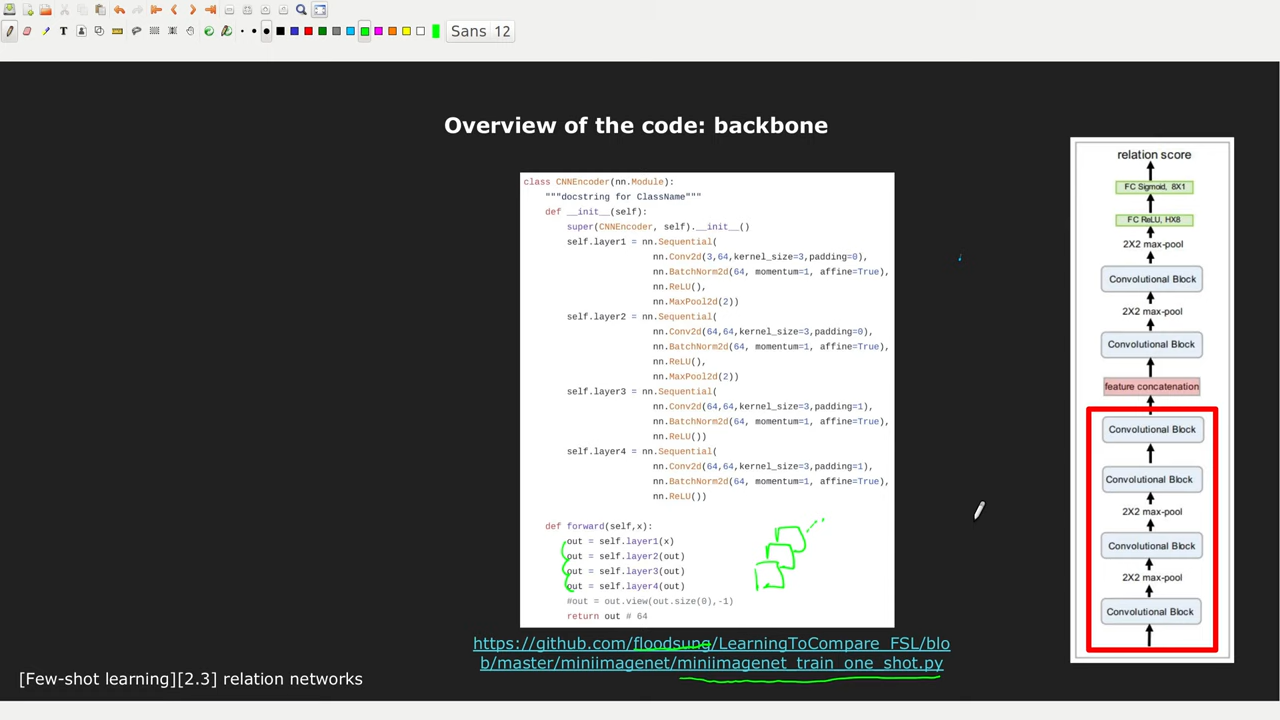 Sans 12
Overview of the code: backbone
class CNNEncoder(nn.Module):
"""docstring for ClassName"""
def __init__(self):
super(CNNEncoder, self).__init__()
self.layer1 = nn.Sequential(
nn.Conv2d(3,64,kernel_size=3,padding=0),
nn.BatchNorm2d(64, momentum=1, affine=True),
nn.ReLU(),
nn.MaxPool2d(2))
self.layer2 = nn.Sequential(
nn.Conv2d(64,64,kernel_size=3,padding=0),
nn.BatchNorm2d(64, momentum=1, affine=True),
nn.ReLU(),
nn.MaxPool2d(2))
self.layer3 = nn.Sequential(
nn.Conv2d(64,64,kernel_size=3,padding=1),
nn.BatchNorm2d(64, momentum=1, affine=True),
nn.ReLU())
self.layer4 = nn.Sequential(
nn.Conv2d(64,64,kernel_size=3,padding=1),
nn.BatchNorm2d(64, momentum=1, affine=True),
nn.ReLU())
def forward(self,x):
out = self.layer1(x)
out = self.layer2(out)
out = self.layer3(out)
out = self.layer4(out)
#out = out.view(out.size(0),-1)
return out # 64
https://github.com/floodsung/LearningToCompare_FSL/blo
b/master/miniimagenet/miniimagenet_train_one_shot.py
relation score
FC Sigmoid, 8X1
FC ReLU, HX8
2X2 max-pool
Convolutional Block
2X2 max-pool
Convolutional Block
feature concatenation
Convolutional Block
Convolutional Block
2X2 max-pool
Convolutional Block
2X2 max-pool
Convolutional Block
[Few-shot learning][2.3] relation networks